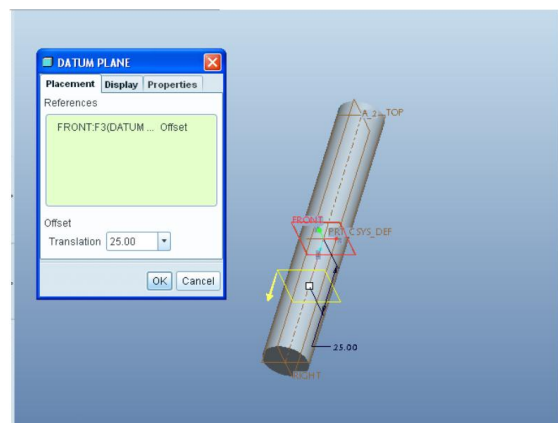 DATUM PLANE
Placement Display Properties
References
FRONT:F3(DATUM ... Offset
Offset
Translation 25.00
OK Cancel
A_2 TOP
FRONT
PRT_CSYS_DEF
25.00
RIGHT